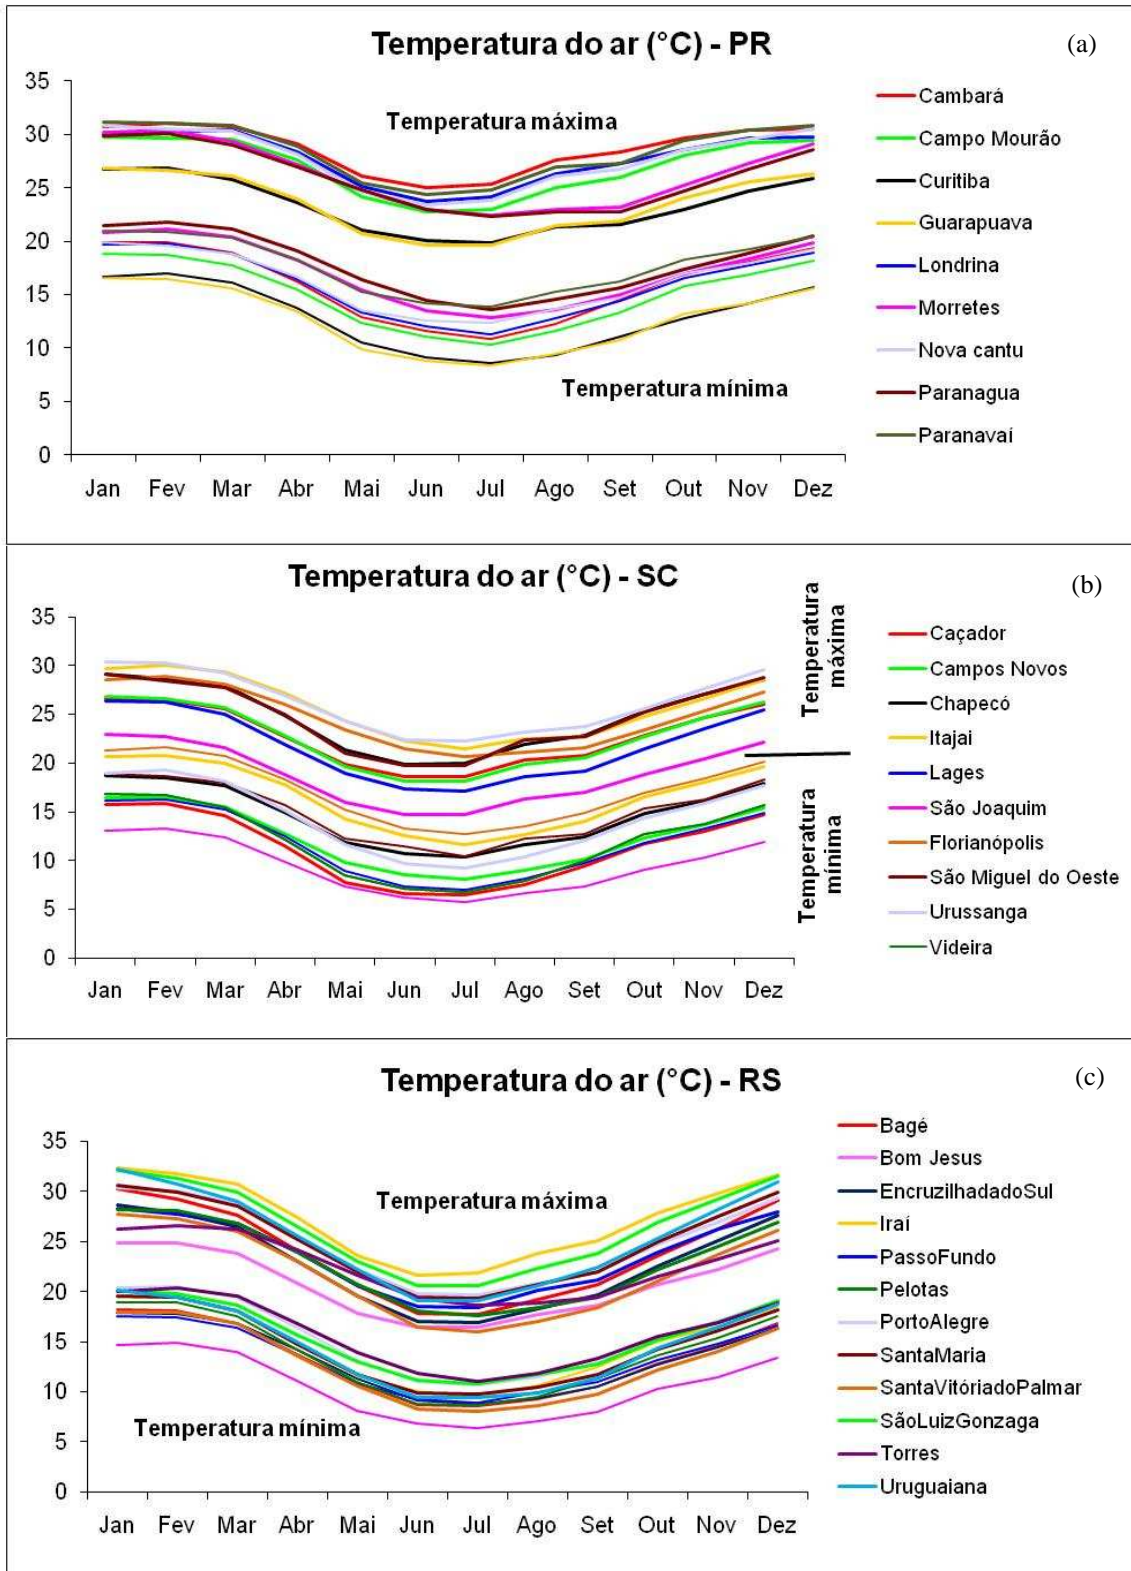 Temperatura do ar (°C) - PR
(a)
35
30
25
20
15
10
5
0
Temperatura máxima
Temperatura mínima
Jan Fev Mar Abr Mai Jun Jul Ago Set Out Nov Dez
Cambará
Campo Mourão
Curitiba
Guarapuava
Londrina
Morretes
Nova cantu
Paranagua
Paranavaí
Temperatura do ar (°C) - SC
(b)
35
30
25
20
15
10
5
0
Temperatura
máxima
Temperatura
mínima
Jan Fev Mar Abr Mai Jun Jul Ago Set Out Nov Dez
Caçador
Campos Novos
Chapecó
Itajai
Lages
São Joaquim
Florianópolis
São Miguel do Oeste
Urussanga
Videira
Temperatura do ar (°C) - RS
(c)
35
30
25
20
15
10
5
0
Temperatura máxima
Temperatura mínima
Jan Fev Mar Abr Mai Jun Jul Ago Set Out Nov Dez
Bagé
Bom Jesus
EncruzilhadadoSul
Iraí
PassoFundo
Pelotas
PortoAlegre
SantaMaria
SantaVitóriadoPalmar
SãoLuizGonzaga
Torres
Uruguaiana